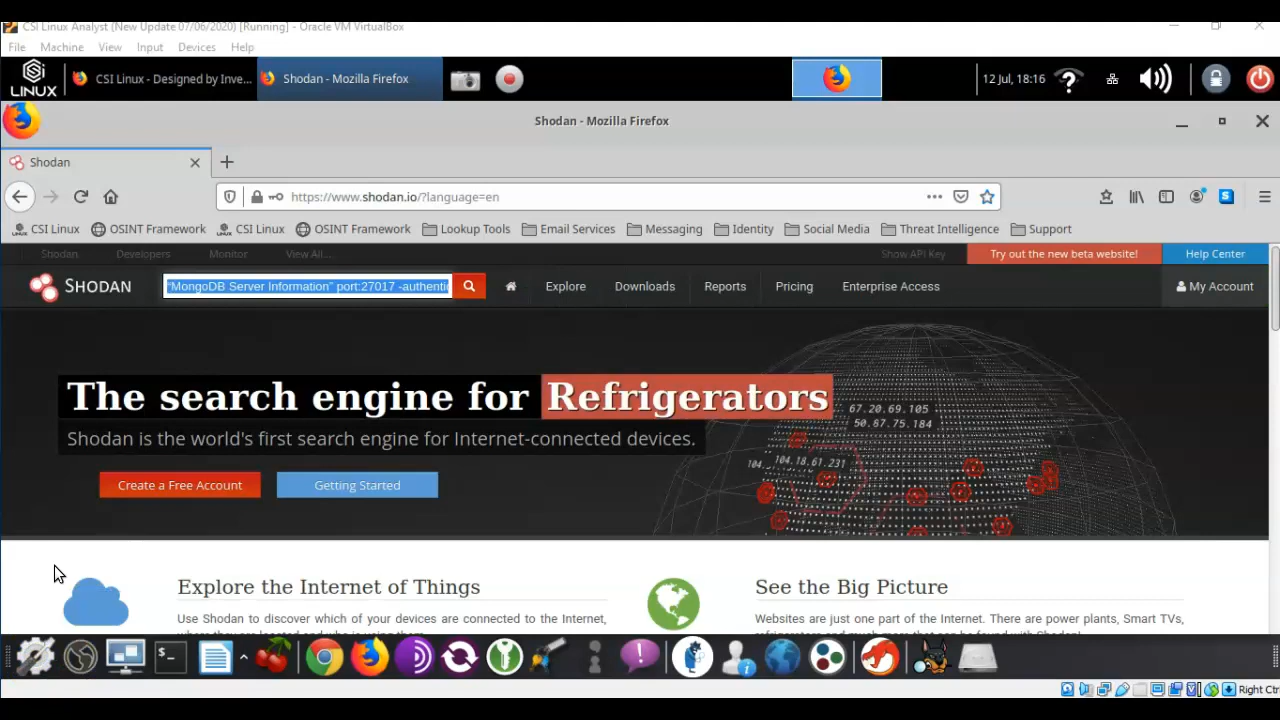 CSI Linux Analyst (New Update 07/06/2020) [Running] - Oracle VM VirtualBox
File Machine View Input Devices Help
SI LINUX
CSI Linux - Designed by Inve...
Shodan - Mozilla Firefox
12 Jul, 18:16
Shodan - Mozilla Firefox
Shodan
https://www.shodan.io/?language=en
CSI Linux OSINT Framework CSI Linux OSINT Framework Lookup Tools Email Services Messaging Identity Social Media Threat Intelligence Support
Shodan Developers Monitor View All... Show API Key Try out the new beta website! Help Center
SHODAN "MongoDB Server Information" port:27017 -authentic Explore Downloads Reports Pricing Enterprise Access My Account
The search engine for Refrigerators
Shodan is the world's first search engine for Internet-connected devices.
67.20.69.105
50.87.75.184
104.18.61.231
104.
Create a Free Account Getting Started
Explore the Internet of Things
Use Shodan to discover which of your devices are connected to the Internet,
See the Big Picture
Websites are just one part of the Internet. There are power plants, Smart TVs,
Right Ctr